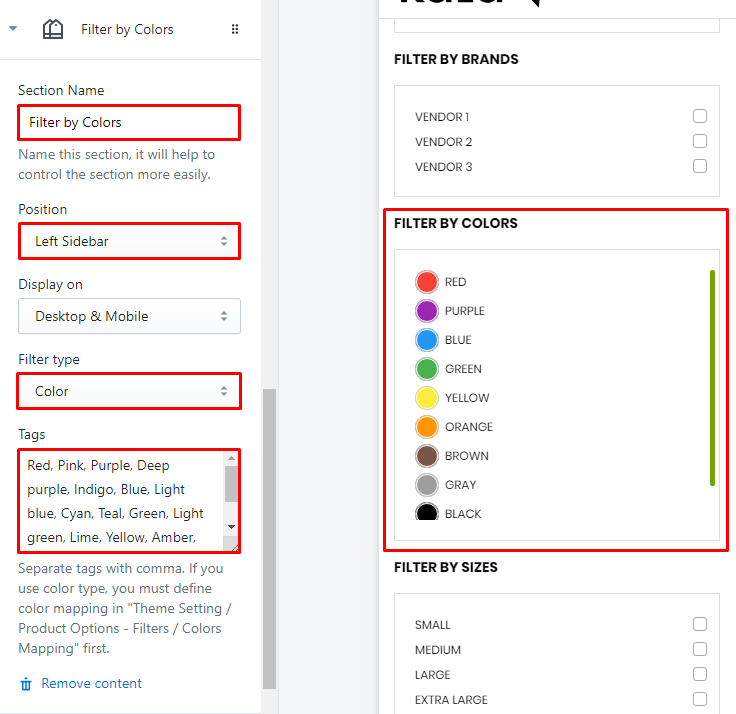 Filter by Colors
Section Name
Filter by Colors
Name this section, it will help to
control the section more easily.
Position
Left Sidebar
Display on
Desktop & Mobile
Filter type
Color
Tags
Red, Pink, Purple, Deep
purple, Indigo, Blue, Light
blue, Cyan, Teal, Green, Light
green, Lime, Yellow, Amber,
Separate tags with comma. If you
use color type, you must define
color mapping in "Theme Setting /
Product Options - Filters / Colors
Mapping" first.
Remove content
FILTER BY BRANDS
VENDOR 1
VENDOR 2
VENDOR 3
FILTER BY COLORS
RED
PURPLE
BLUE
GREEN
YELLOW
ORANGE
BROWN
GRAY
BLACK
FILTER BY SIZES
SMALL
MEDIUM
LARGE
EXTRA LARGE